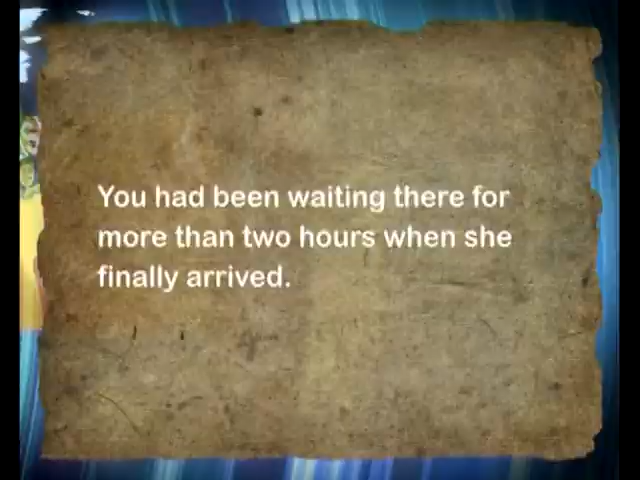 You had been waiting there for
more than two hours when she
finally arrived.